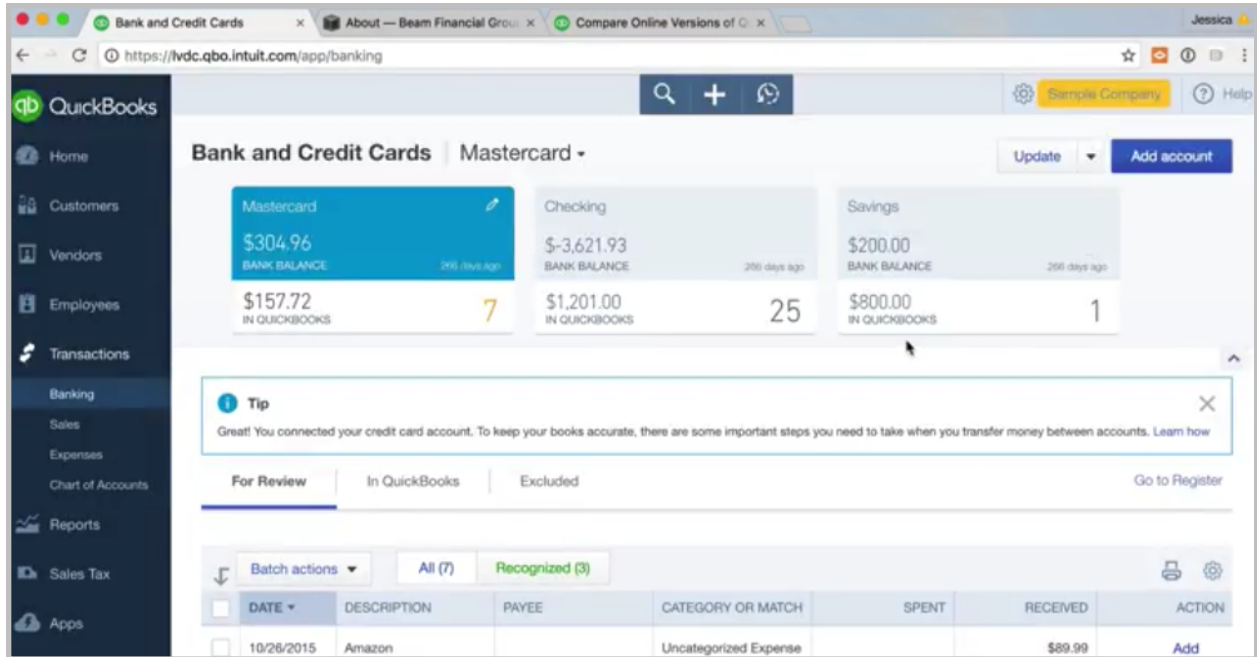 Bank and Credit Cards
About — Beam Financial Grou
Compare Online Versions of Q
Jessica
https://lvdc.qbo.intuit.com/app/banking
qb QuickBooks
Sample Company
Help
Home
Customers
Vendors
Employees
Transactions
Banking
Sales
Expenses
Chart of Accounts
Reports
Sales Tax
Apps
Bank and Credit Cards Mastercard
Update
Add account
Mastercard
$304.96
BANK BALANCE 266 days ago
$157.72
IN QUICKBOOKS
7
Checking
$-3,621.93
BANK BALANCE 266 days ago
$1,201.00
IN QUICKBOOKS
25
Savings
$200.00
BANK BALANCE 266 days ago
$800.00
IN QUICKBOOKS
1
Tip
Great! You connected your credit card account. To keep your books accurate, there are some important steps you need to take when you transfer money between accounts. Learn how
For Review In QuickBooks Excluded Go to Register
Batch actions All (7) Recognized (3)
DATE DESCRIPTION PAYEE CATEGORY OR MATCH SPENT RECEIVED ACTION
10/26/2015 Amazon Uncategorized Expense $89.99 Add